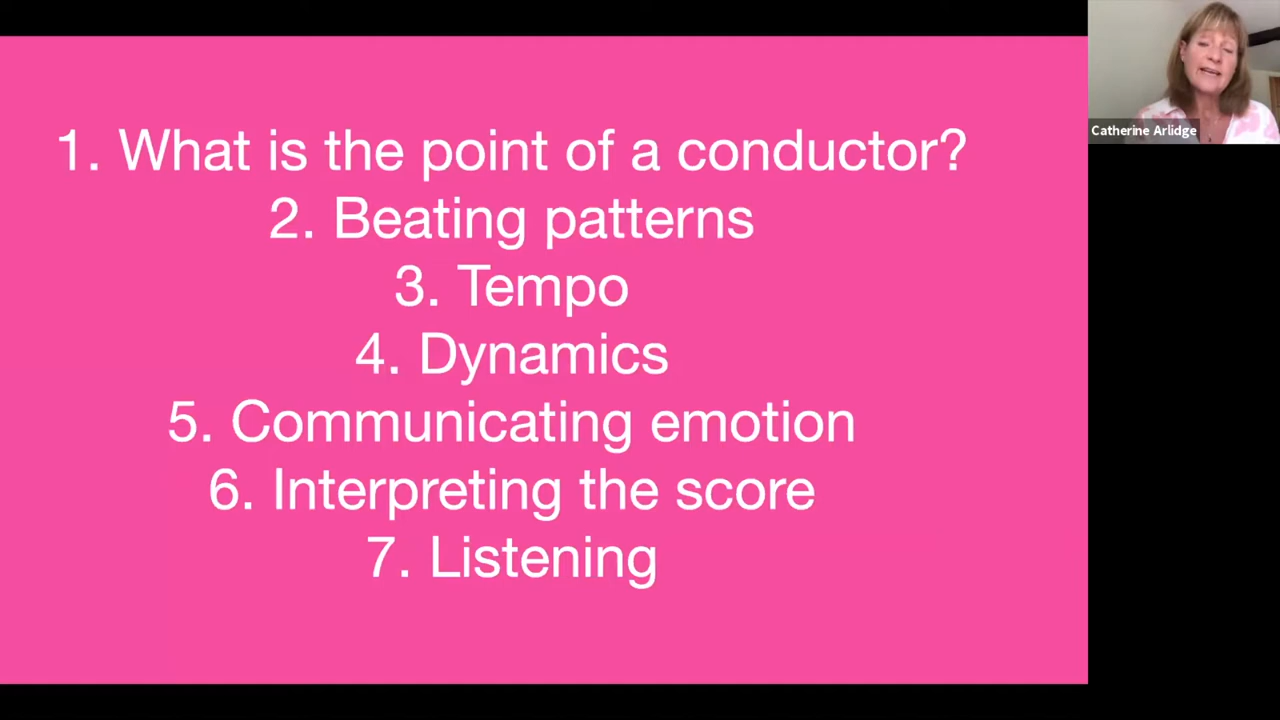 1. What is the point of a conductor?
2. Beating patterns
3. Tempo
4. Dynamics
5. Communicating emotion
6. Interpreting the score
7. Listening
Catherine Arlidge